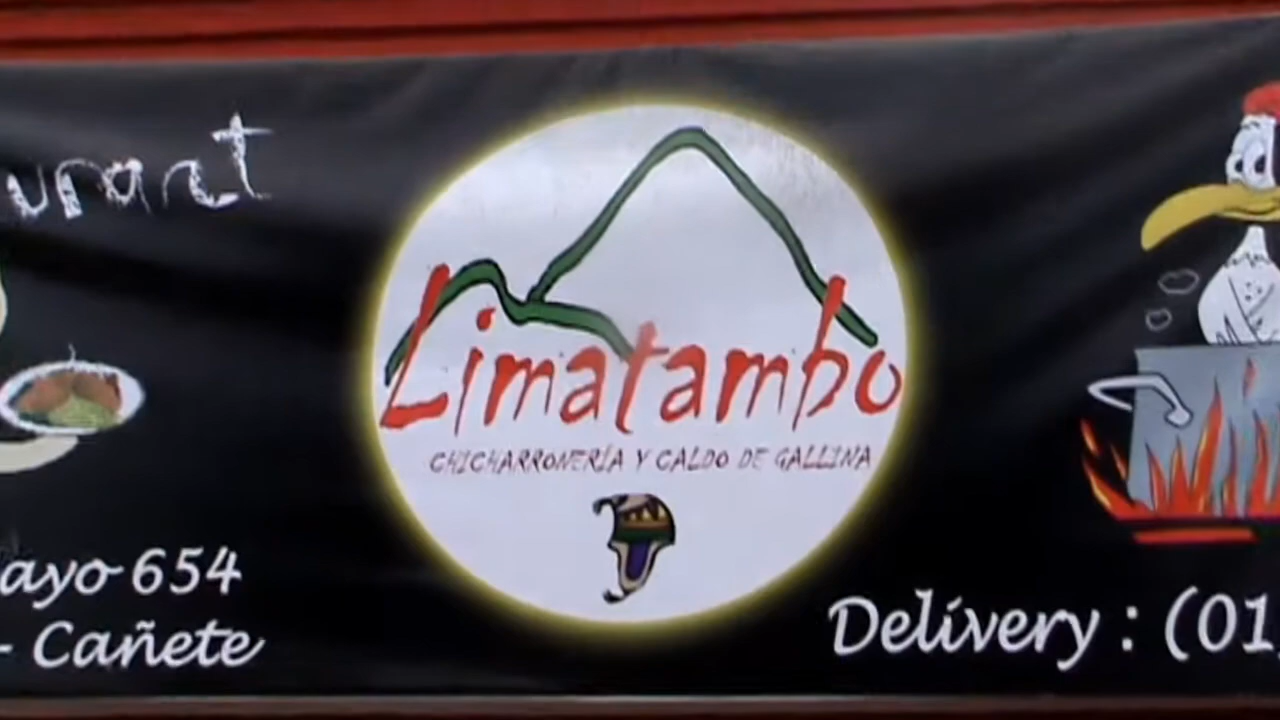 urant
Limatambo
CHICHARRONERÍA Y CALDO DE GALLINA
ayo 654
- Cañete
Delivery : (01)